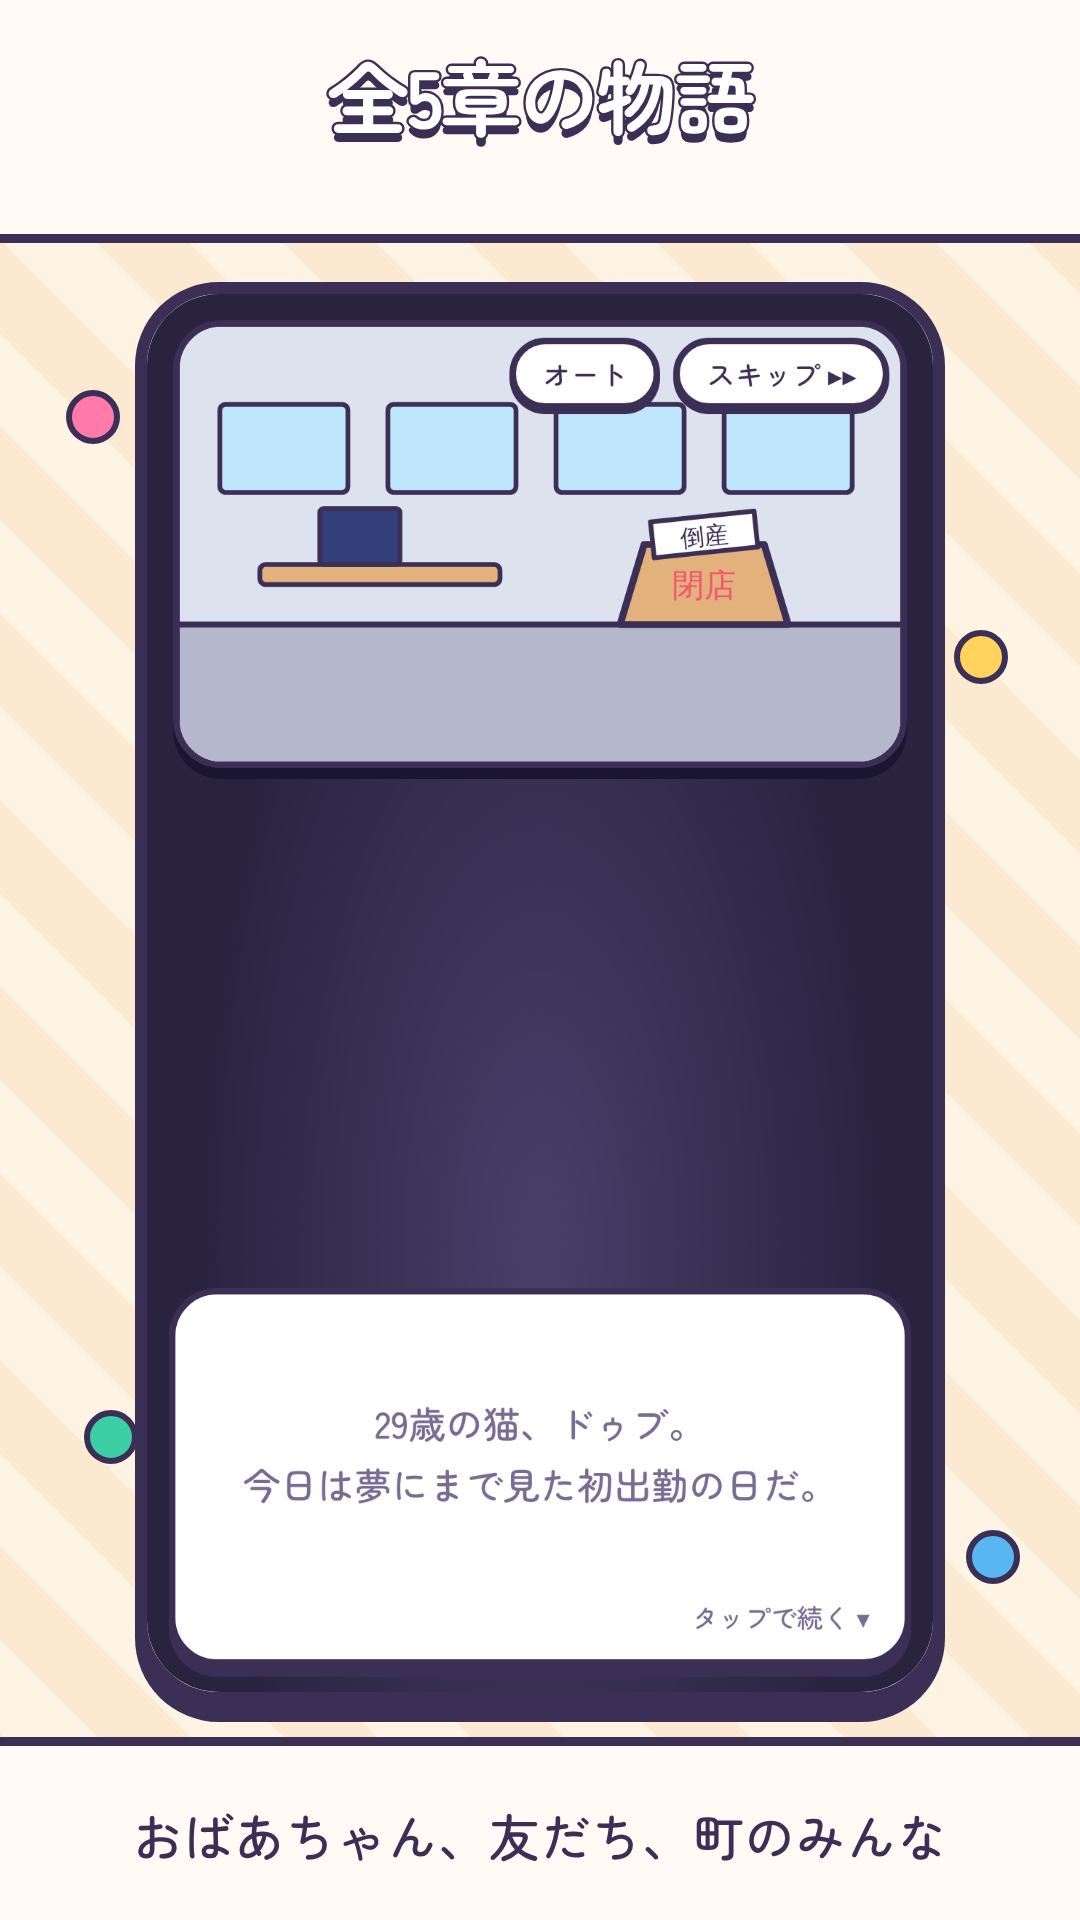 全5章の物語
オート
スキップ ▶▶
倒産
閉店
29歳の猫、ドゥブ。
今日は夢にまで見た初出勤の日だ。
タップで続く ▼
おばあちゃん、友だち、町のみんな